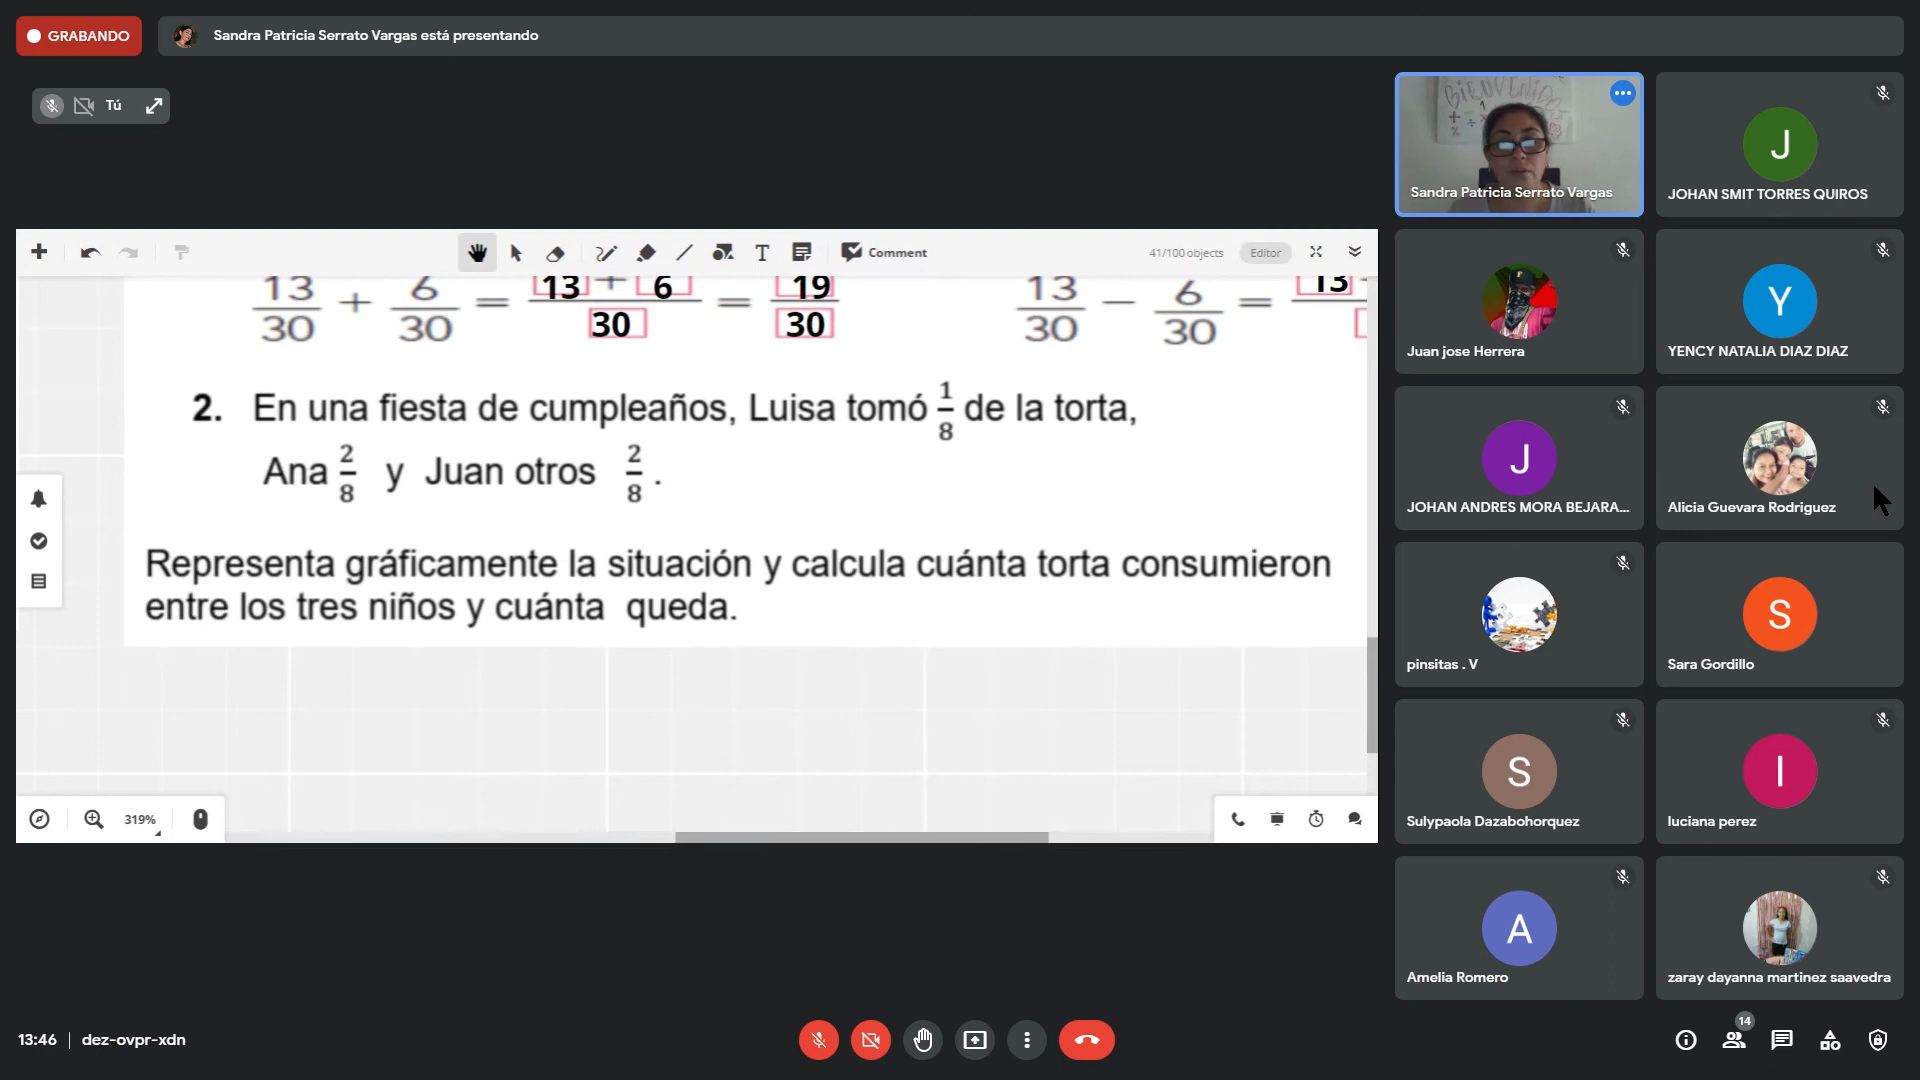 GRABANDO
Sandra Patricia Serrato Vargas está presentando
Tú
Comment
41/100 objects
Editor
13/30 + 6/30 = 13 + 6/30 = 19/30
13/30 − 6/30 = 13
2. En una fiesta de cumpleaños, Luisa tomó 1/8 de la torta,
Ana 2/8 y Juan otros 2/8 .
Representa gráficamente la situación y calcula cuánta torta consumieron
entre los tres niños y cuánta queda.
319%
BIENVENIDOS
Sandra Patricia Serrato Vargas
J
JOHAN SMIT TORRES QUIROS
Juan jose Herrera
Y
YENCY NATALIA DIAZ DIAZ
J
JOHAN ANDRES MORA BEJARA...
Alicia Guevara Rodriguez
pinsitas . V
S
Sara Gordillo
S
Sulypaola Dazabohorquez
I
luciana perez
A
Amelia Romero
zaray dayanna martinez saavedra
13:46 | dez-ovpr-xdn
14